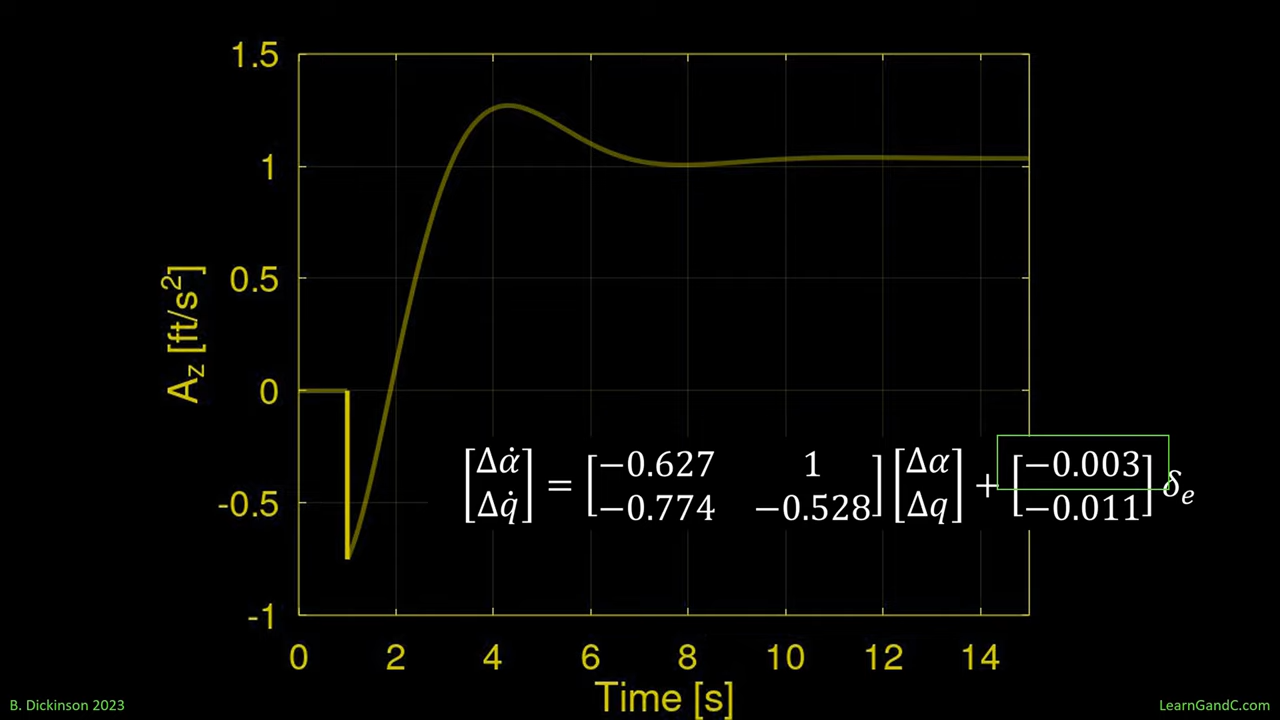 1.5
1
0.5
0
-0.5
-1
A_z [ft/s²]
[Δα̇] = [−0.627 1] [Δα] + [−0.003] δ_e
[Δq̇] [−0.774 −0.528] [Δq] [−0.011]
0 2 4 6 8 10 12 14
Time [s]
B. Dickinson 2023
LearnGandC.com